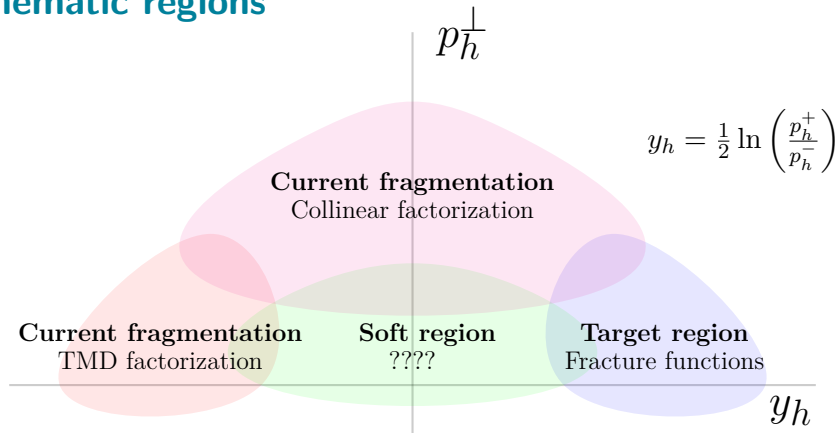 nematic regions
p_h^⊥
y_h = 1/2 ln (p_h^+ / p_h^-)
Current fragmentation
Collinear factorization
Current fragmentation
TMD factorization
Soft region
????
Target region
Fracture functions
y_h